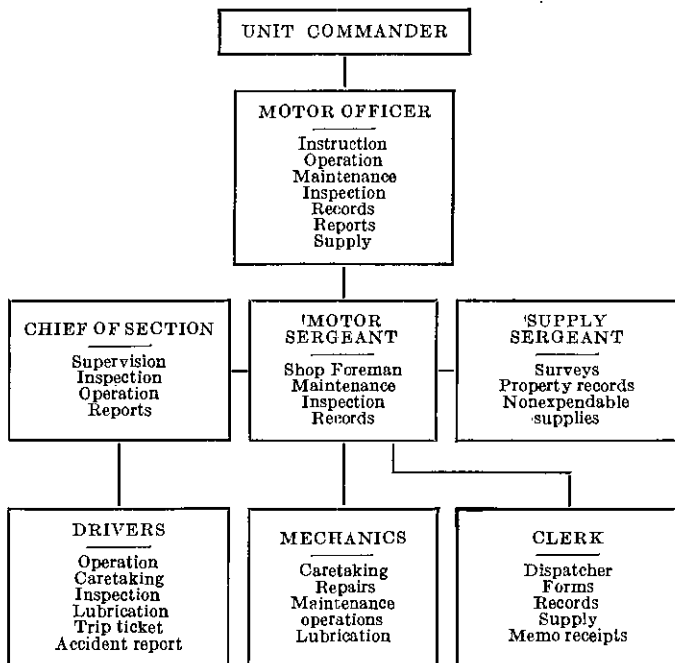 UNIT COMMANDER
MOTOR OFFICER
Instruction
Operation
Maintenance
Inspection
Records
Reports
Supply
CHIEF OF SECTION
Supervision
Inspection
Operation
Reports
MOTOR
SERGEANT
Shop Foreman
Maintenance
Inspection
Records
SUPPLY
SERGEANT
Surveys
Property records
Nonexpendable
supplies
DRIVERS
Operation
Caretaking
Inspection
Lubrication
Trip ticket
Accident report
MECHANICS
Caretaking
Repairs
Maintenance
operations
Lubrication
CLERK
Dispatcher
Forms
Records
Supply
Memo receipts